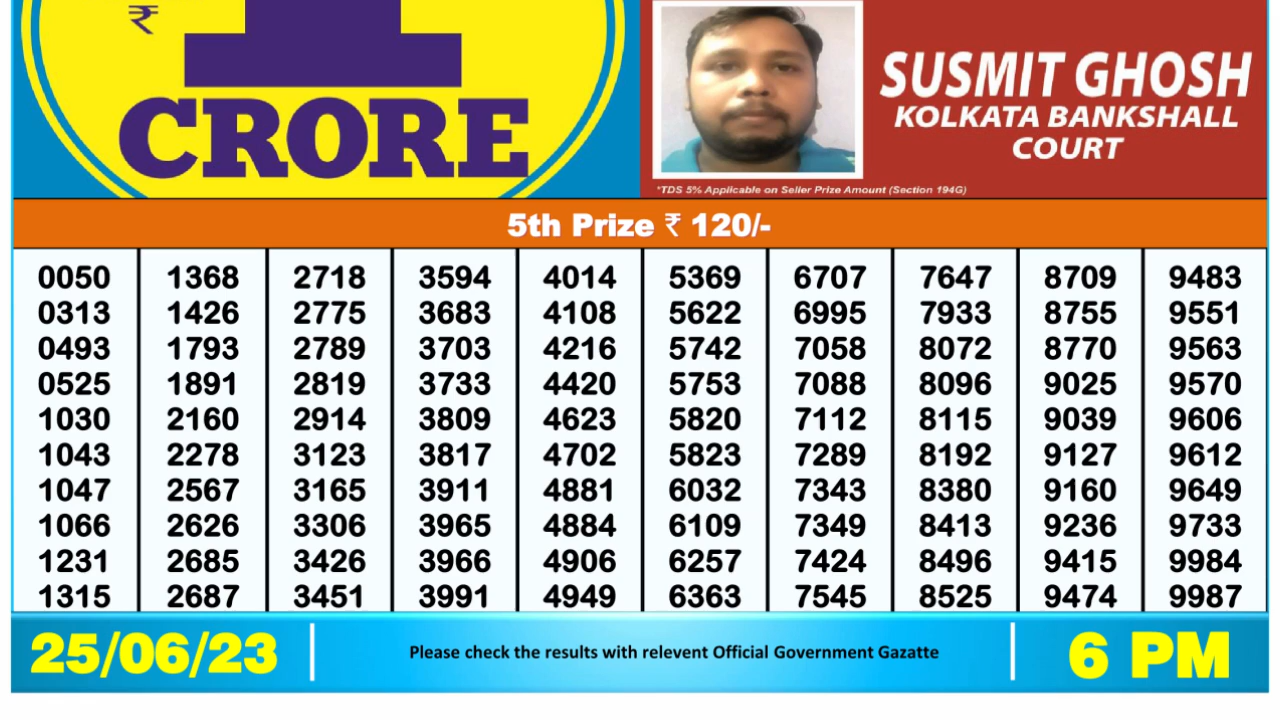 ₹
1
CRORE
SUSMIT GHOSH
KOLKATA BANKSHALL
COURT
*TDS 5% Applicable on Seller Prize Amount (Section 194G)
5th Prize ₹ 120/-
0050 1368 2718 3594 4014 5369 6707 7647 8709 9483
0313 1426 2775 3683 4108 5622 6995 7933 8755 9551
0493 1793 2789 3703 4216 5742 7058 8072 8770 9563
0525 1891 2819 3733 4420 5753 7088 8096 9025 9570
1030 2160 2914 3809 4623 5820 7112 8115 9039 9606
1043 2278 3123 3817 4702 5823 7289 8192 9127 9612
1047 2567 3165 3911 4881 6032 7343 8380 9160 9649
1066 2626 3306 3965 4884 6109 7349 8413 9236 9733
1231 2685 3426 3966 4906 6257 7424 8496 9415 9984
1315 2687 3451 3991 4949 6363 7545 8525 9474 9987
25/06/23
Please check the results with relevent Official Government Gazatte
6 PM